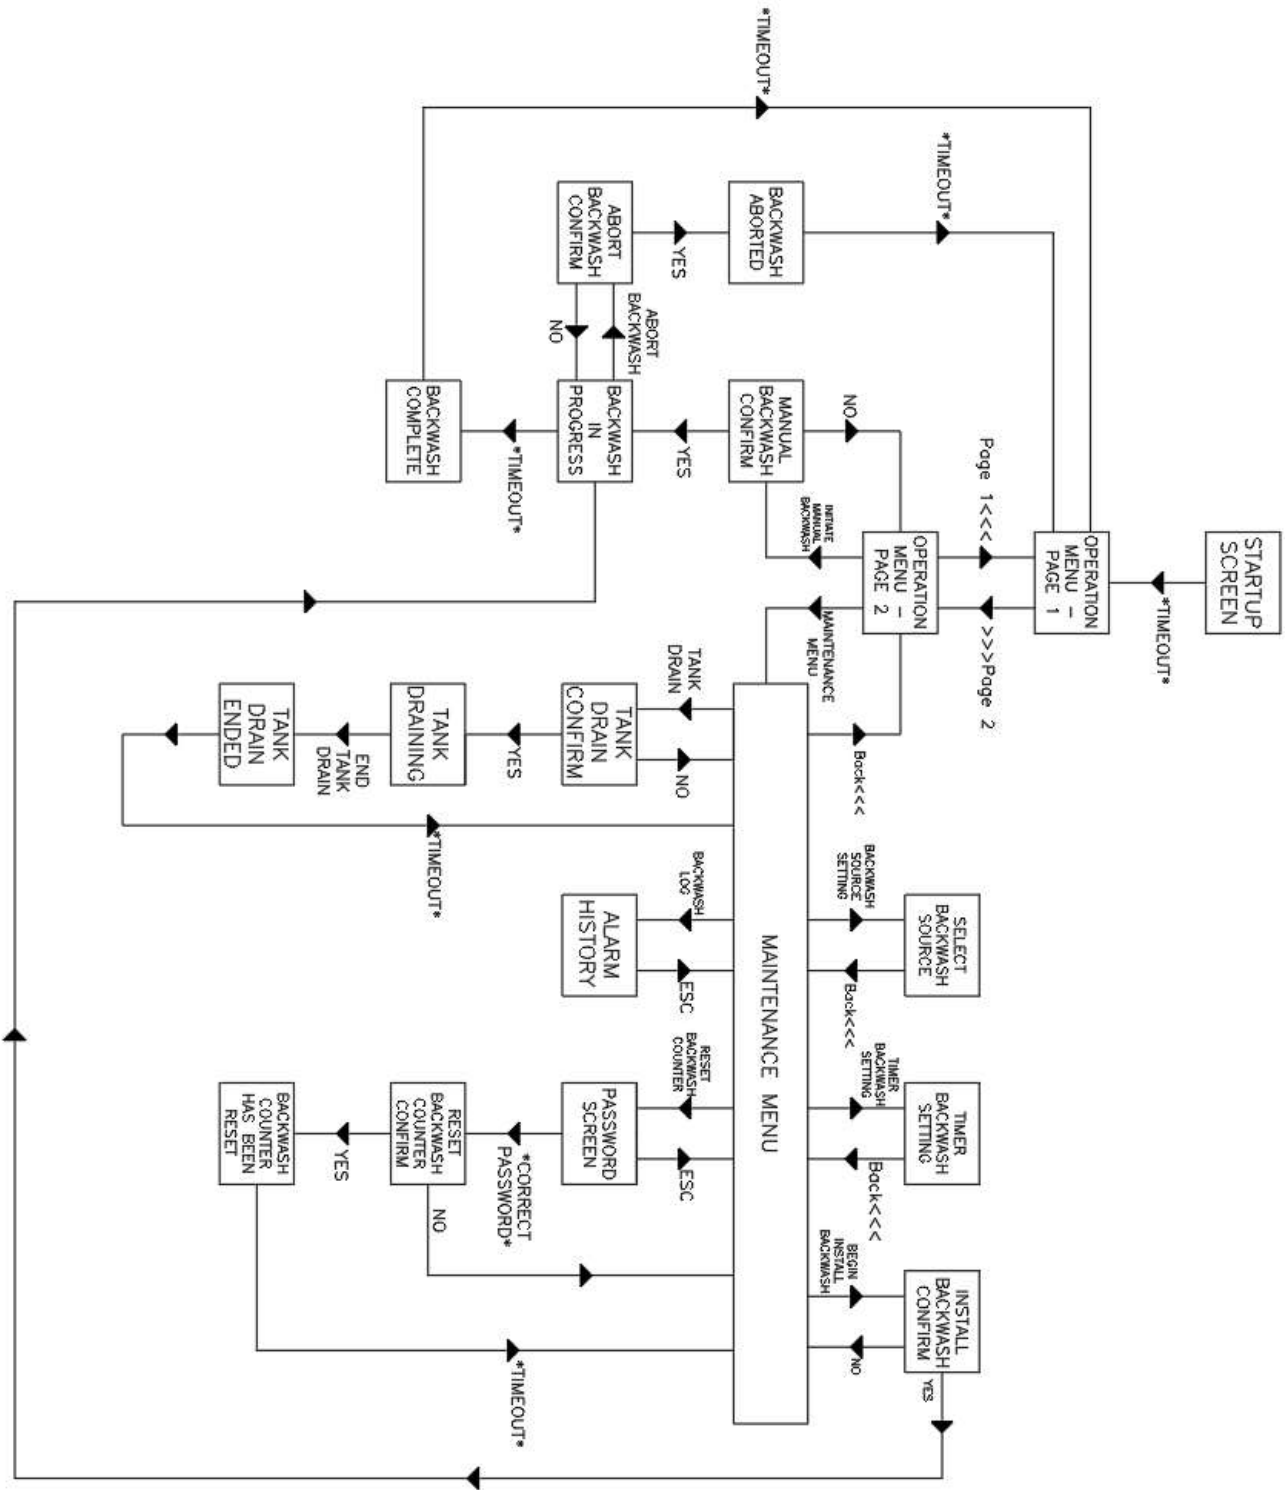 STARTUP
SCREEN
*TIMEOUT*
OPERATION
MENU –
PAGE 1
Page 1<<<
>>>Page 2
OPERATION
MENU –
PAGE 2
*TIMEOUT*
*TIMEOUT*
NO
INITIATE
MANUAL
BACKWASH
MAINTENANCE
MENU
Back<<<
MANUAL
BACKWASH
CONFIRM
BACKWASH
ABORTED
YES
YES
ABORT
BACKWASH
CONFIRM
ABORT
BACKWASH
NO
BACKWASH
IN
PROGRESS
*TIMEOUT*
BACKWASH
COMPLETE
SELECT
BACKWASH
SOURCE
BACKWASH
SOURCE
SETTING
Back<<<
TIMER
BACKWASH
SETTING
TIMER
BACKWASH
SETTING
Back<<<
INSTALL
BACKWASH
CONFIRM
BEGIN
INSTALL
BACKWASH
NO
YES
MAINTENANCE MENU
TANK
DRAIN
NO
TANK
DRAIN
CONFIRM
YES
TANK
DRAINING
END
TANK
DRAIN
TANK
DRAIN
ENDED
*TIMEOUT*
BACKWASH
LOG
ESC
ALARM
HISTORY
RESET
BACKWASH
COUNTER
ESC
PASSWORD
SCREEN
*CORRECT
PASSWORD*
RESET
BACKWASH
COUNTER
CONFIRM
NO
YES
BACKWASH
COUNTER
HAS BEEN
RESET
*TIMEOUT*